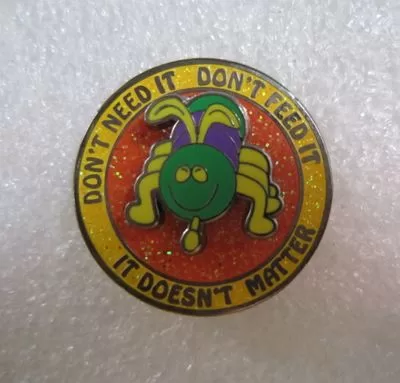 DON'T NEED IT DON'T FEED IT
IT DOESN'T MATTER